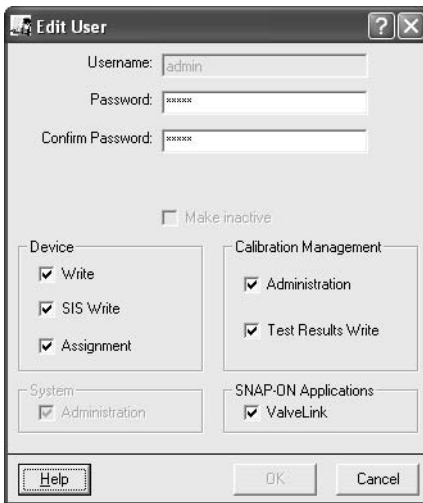 Edit User
Username: admin
Password: *****
Confirm Password: *****
Make inactive
Device
Write
SIS Write
Assignment
Calibration Management
Administration
Test Results Write
System
Administration
SNAP-ON Applications
ValveLink
Help
OK
Cancel